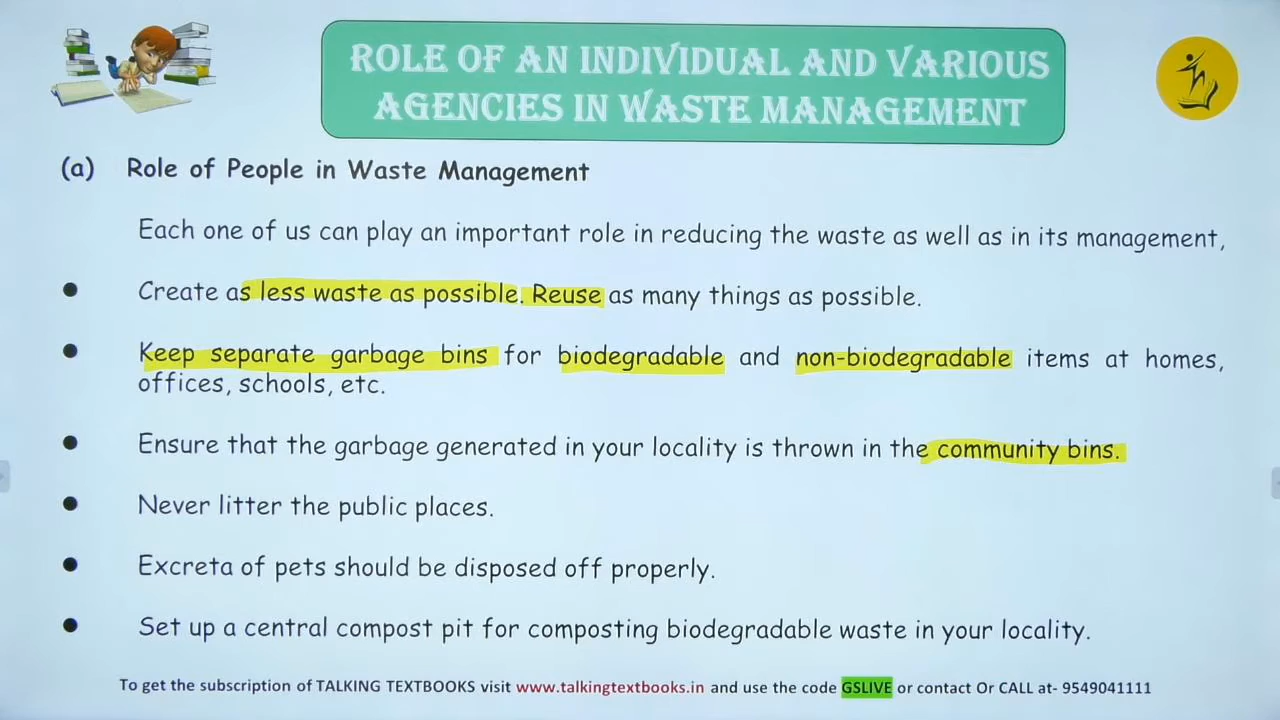 ROLE OF AN INDIVIDUAL AND VARIOUS
AGENCIES IN WASTE MANAGEMENT
(a) Role of People in Waste Management
Each one of us can play an important role in reducing the waste as well as in its management,
● Create as less waste as possible. Reuse as many things as possible.
● Keep separate garbage bins for biodegradable and non-biodegradable items at homes,
offices, schools, etc.
● Ensure that the garbage generated in your locality is thrown in the community bins.
● Never litter the public places.
● Excreta of pets should be disposed off properly.
● Set up a central compost pit for composting biodegradable waste in your locality.
To get the subscription of TALKING TEXTBOOKS visit www.talkingtextbooks.in and use the code GSLIVE or contact Or CALL at- 9549041111